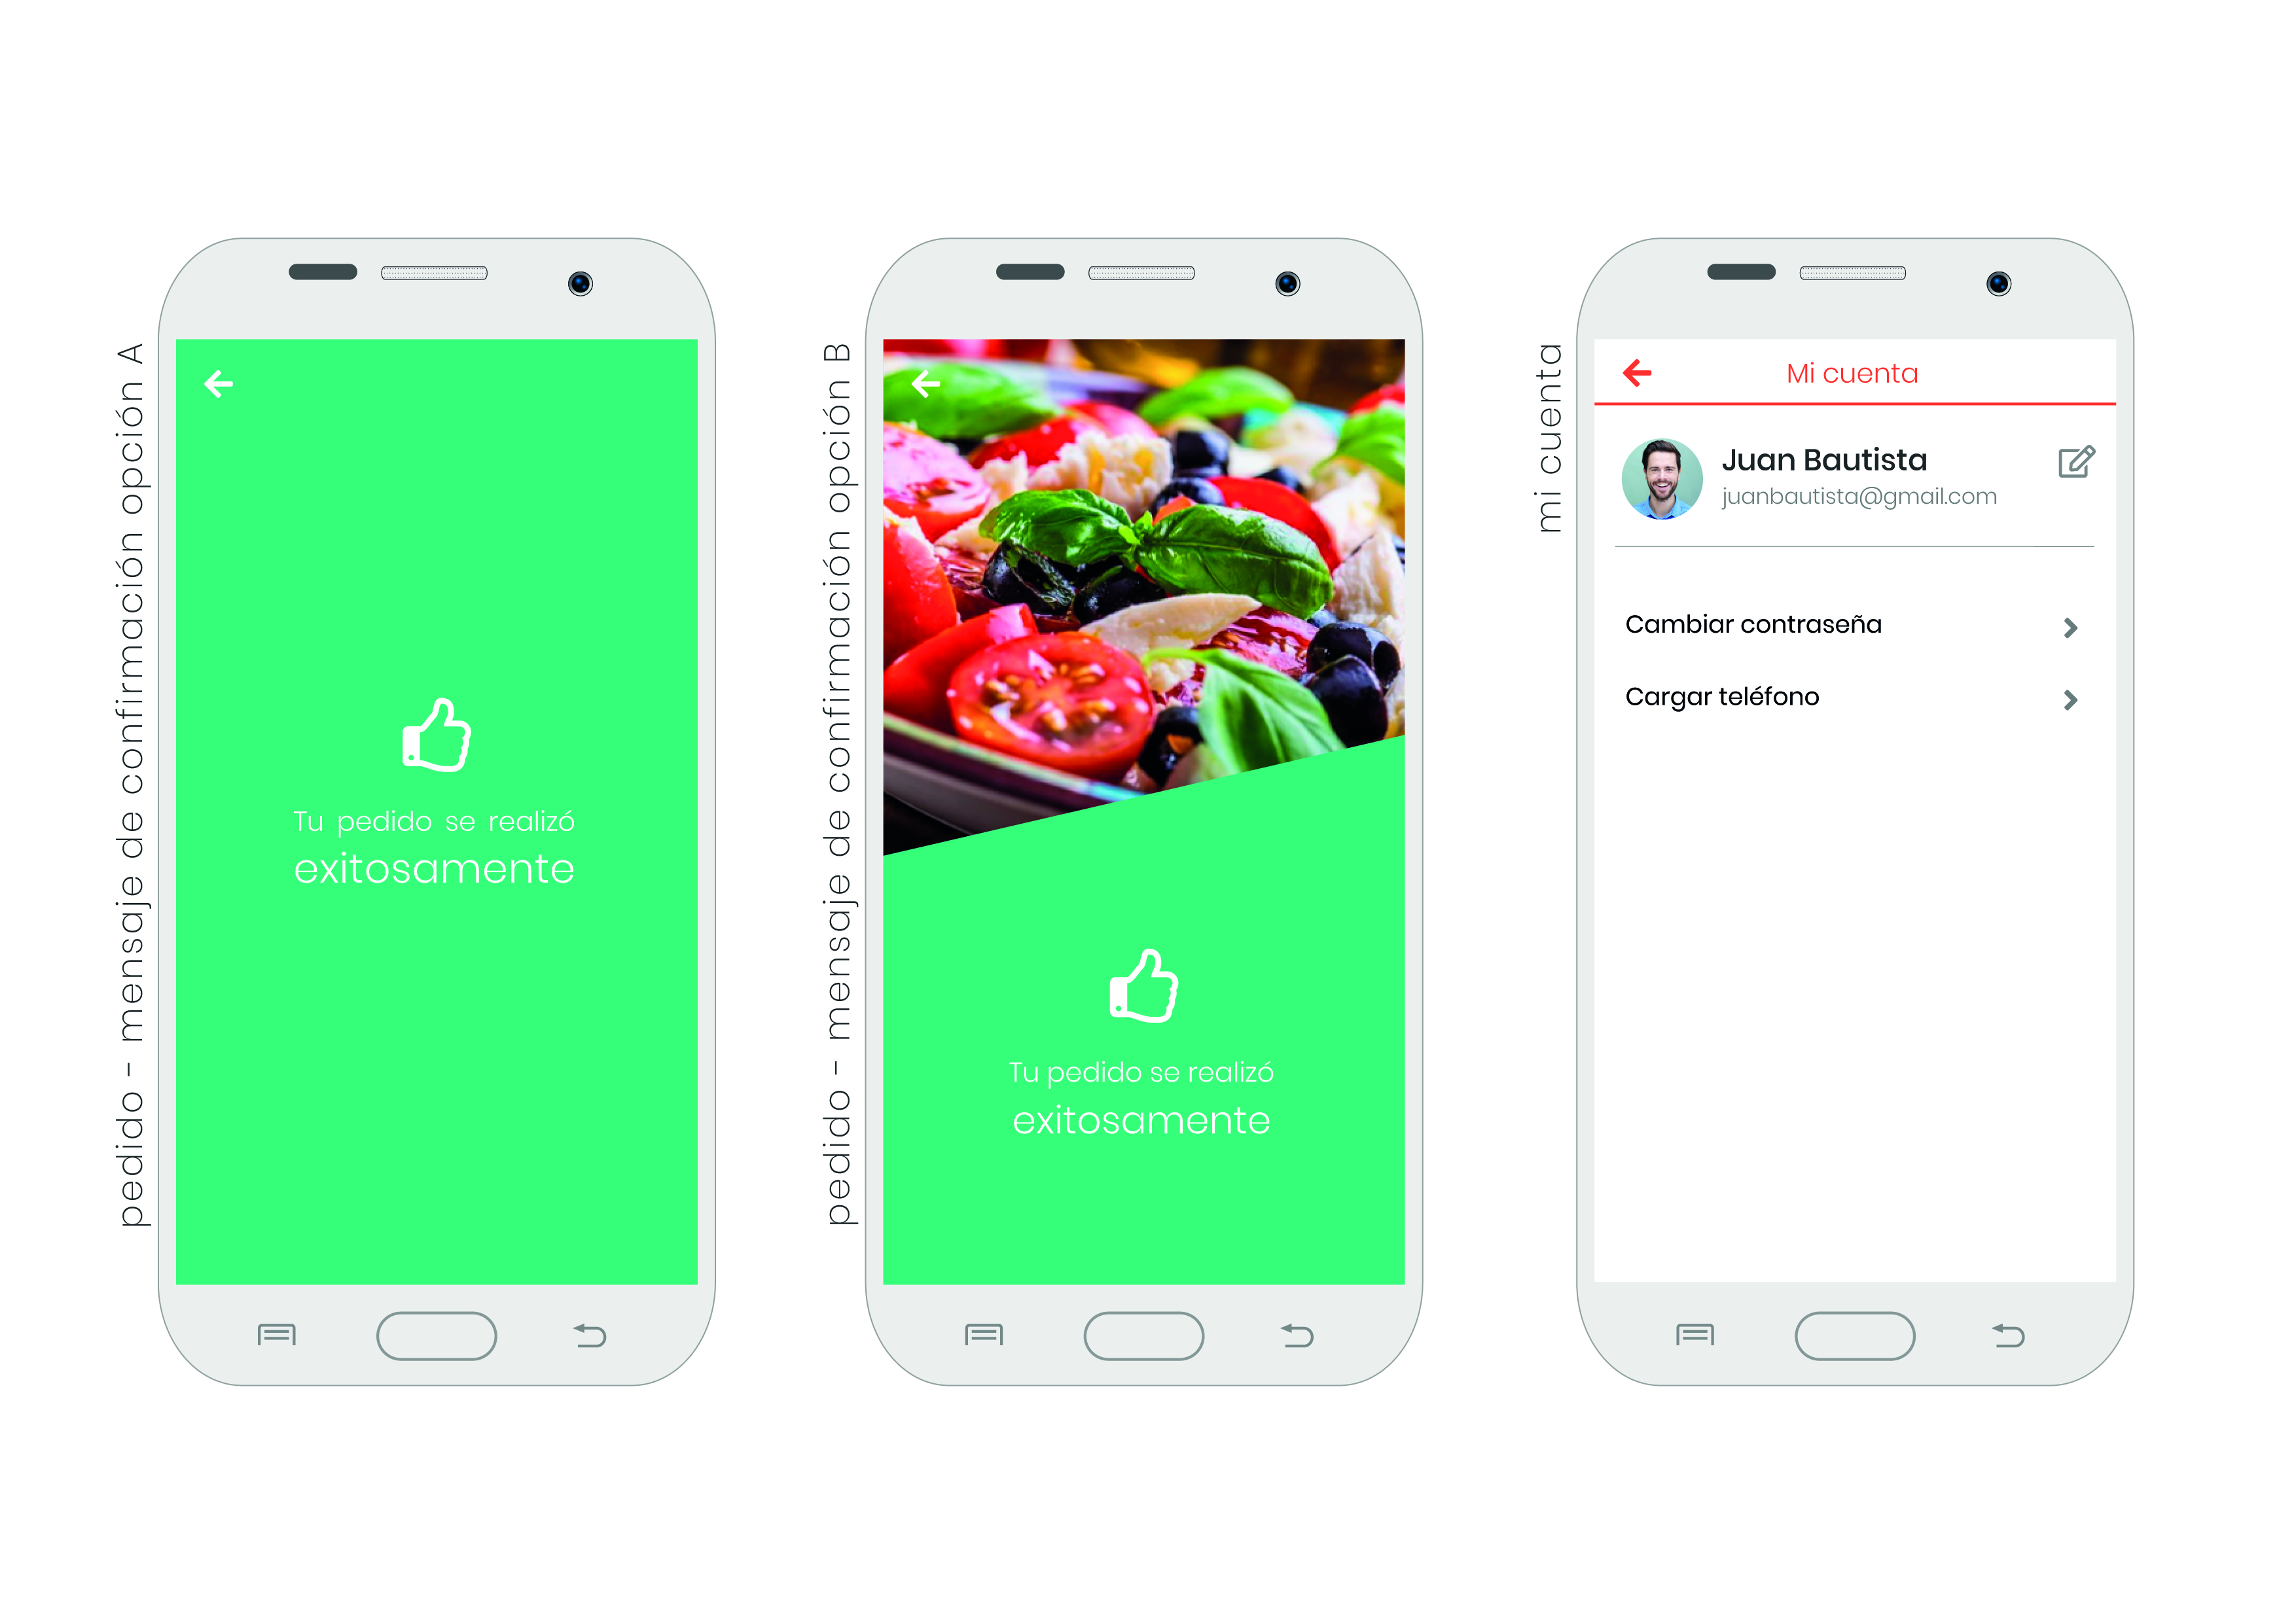 pedido - mensaje de confirmación opción A
Tu pedido se realizó
exitosamente
pedido - mensaje de confirmación opción B
Tu pedido se realizó
exitosamente
mi cuenta
Mi cuenta
Juan Bautista
juanbautista@gmail.com
Cambiar contraseña
Cargar teléfono